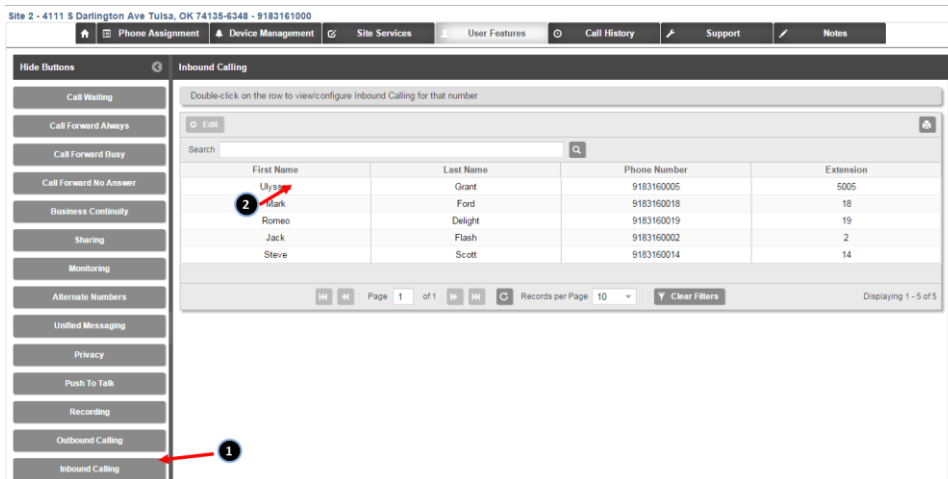 Site 2 - 4111 S Darlington Ave Tulsa, OK 74135-6348 - 9183161000
Phone Assignment Device Management Site Services User Features Call History Support Notes
Hide Buttons
Call Waiting
Call Forward Always
Call Forward Busy
Call Forward No Answer
Business Continuity
Sharing
Monitoring
Alternate Numbers
Unified Messaging
Privacy
Push To Talk
Recording
Outbound Calling
Inbound Calling
1
Inbound Calling
Double-click on the row to view/configure Inbound Calling for that number
Edit
Search
First Name Last Name Phone Number Extension
Grant 9183160005 5005
2
Mark Ford 9183160018 18
Romeo Delight 9183160019 19
Jack Flash 9183160002 2
Steve Scott 9183160014 14
Page 1 of 1 Records per Page 10 Clear Filters Displaying 1 - 5 of 5